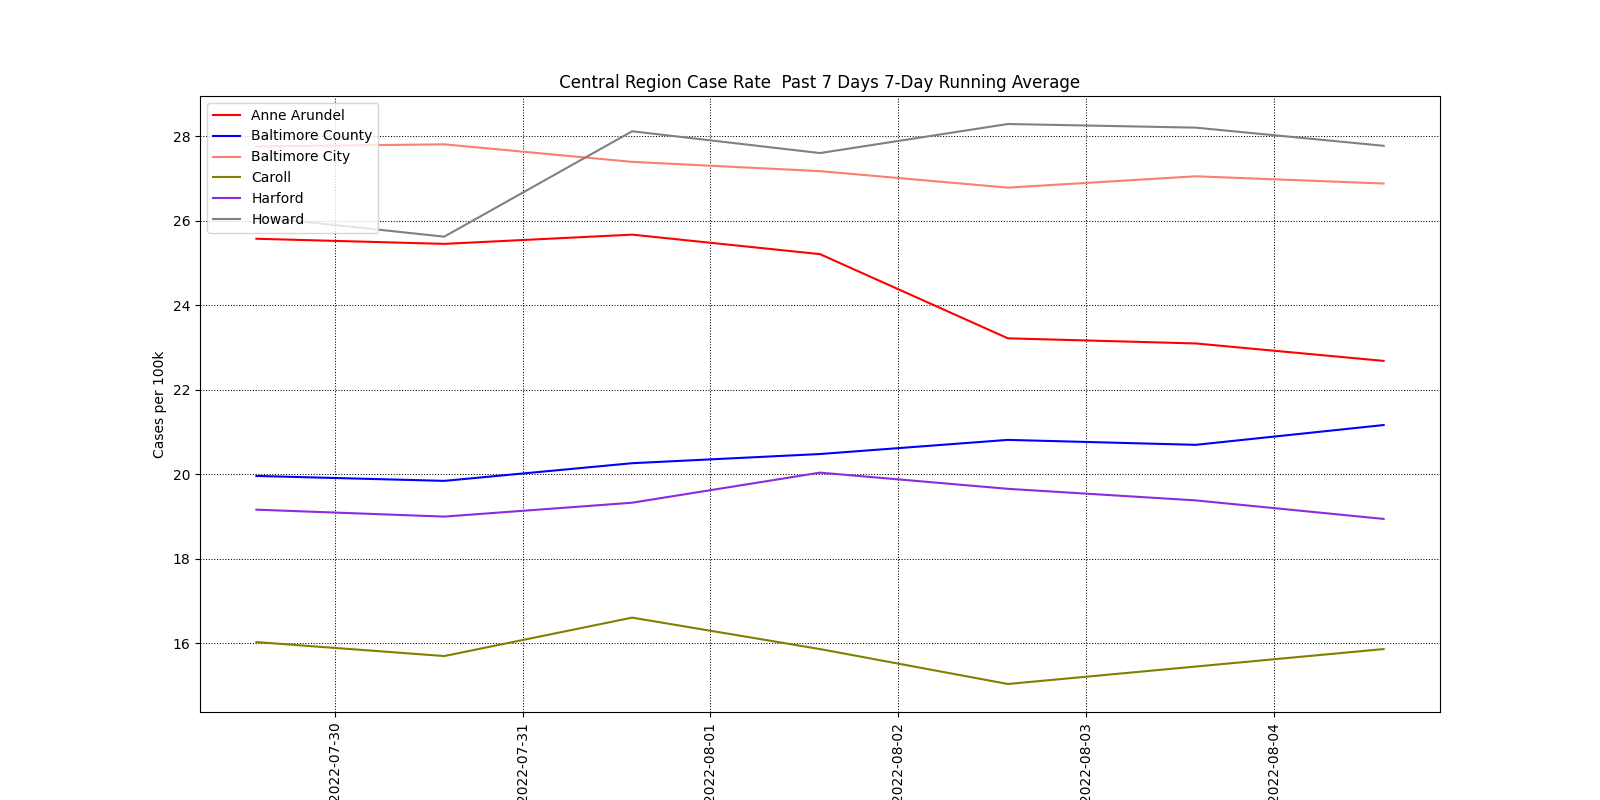 Central Region Case Rate  Past 7 Days 7-Day Running Average
Anne Arundel
Baltimore County
Baltimore City
Caroll
Harford
Howard
Cases per 100k
28
26
24
22
20
18
16
2022-07-30
2022-07-31
2022-08-01
2022-08-02
2022-08-03
2022-08-04